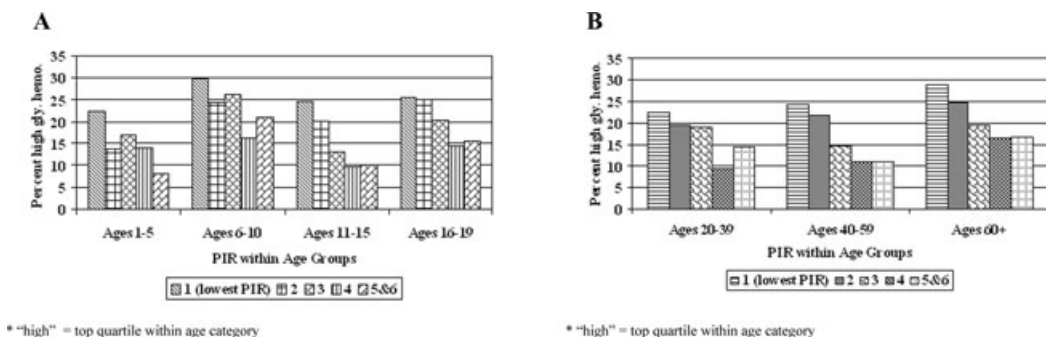 A
Percent high gly. hemo.
35
30
25
20
15
10
5
0
Ages 1-5 Ages 6-10 Ages 11-15 Ages 16-19
PIR within Age Groups
1 (lowest PIR) 2 3 4 5&6
* “high” = top quartile within age category
B
Percent high gly. hemo.
35
30
25
20
15
10
5
0
Ages 20-39 Ages 40-59 Ages 60+
PIR within Age Groups
1 (lowest PIR) 2 3 4 5&6
* “high” = top quartile within age category